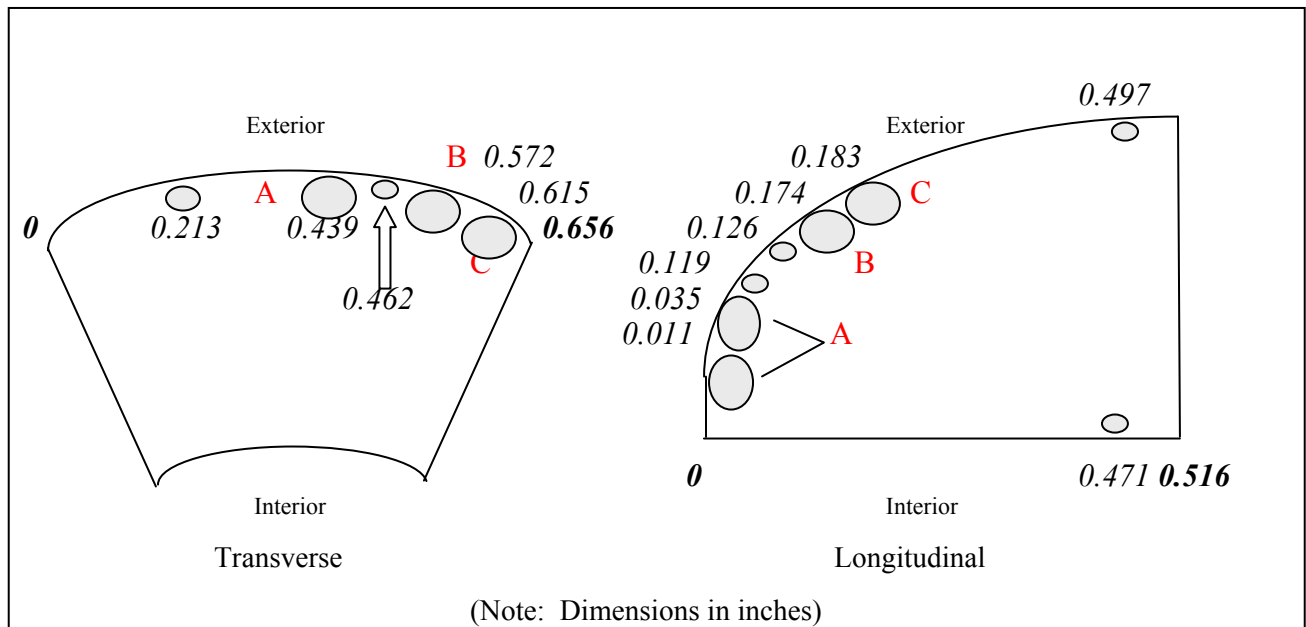 Exterior
B 0.572
A
0.615
0 0.213 0.439 0.656
C
0.462
Interior
Transverse
0.497
Exterior
0.183
0.174
C
0.126
B
0.119
0.035
0.011
A
0 0.471 0.516
Interior
Longitudinal
(Note: Dimensions in inches)